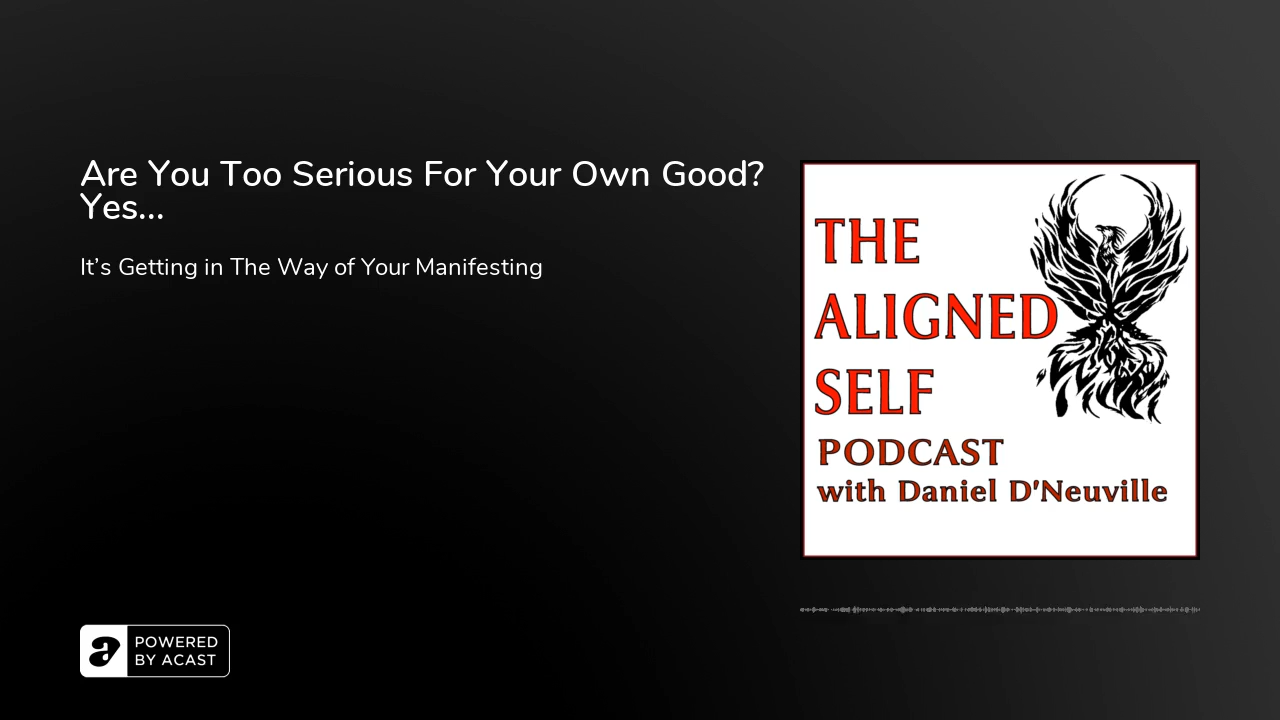 Are You Too Serious For Your Own Good?
Yes...
It’s Getting in The Way of Your Manifesting
THE
ALIGNED
SELF
PODCAST
with Daniel D'Neuville
POWERED
BY ACAST